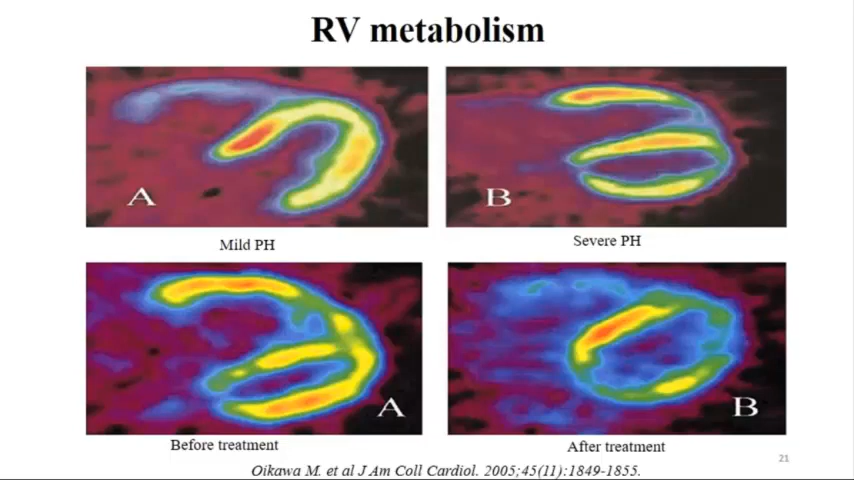 RV metabolism
A
B
Mild PH
Severe PH
A
B
Before treatment
After treatment
21
Oikawa M. et al J Am Coll Cardiol. 2005;45(11):1849-1855.